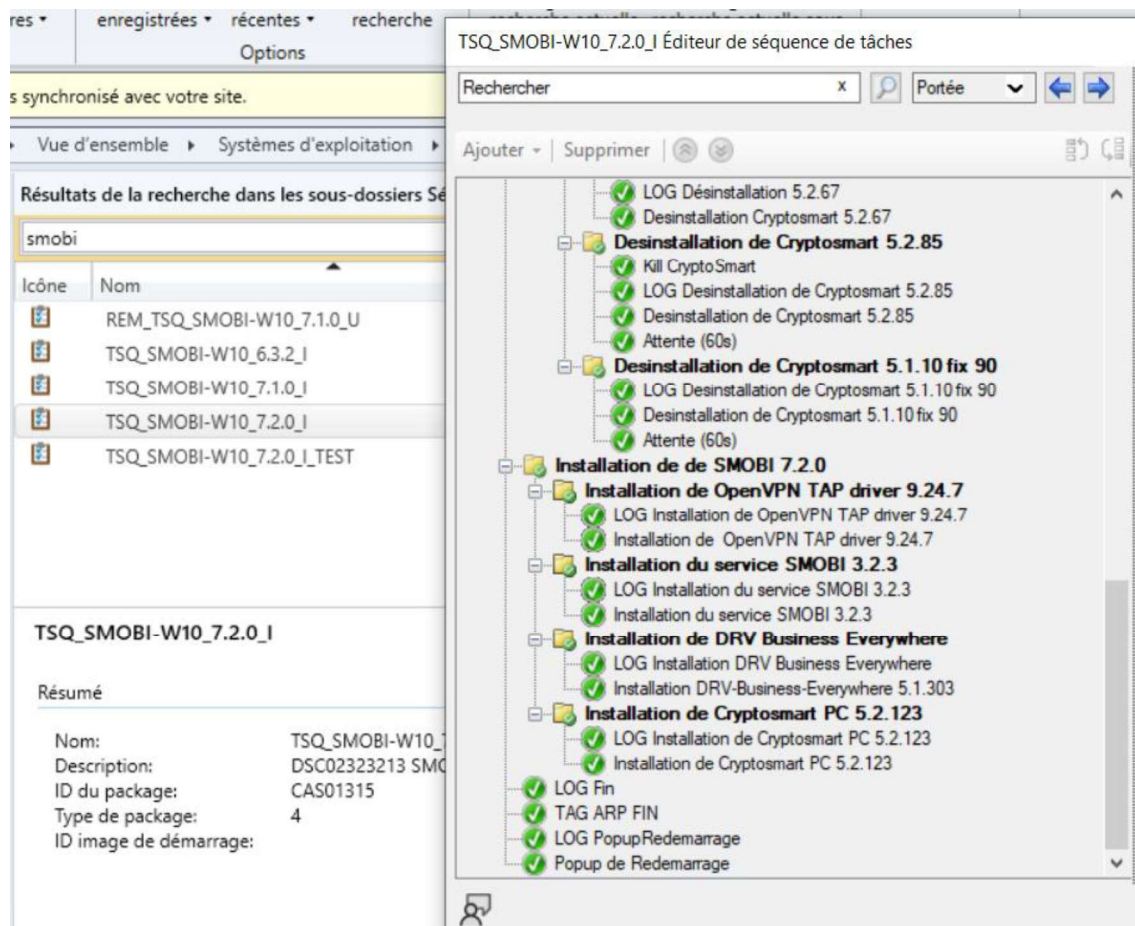 res
enregistrées
récentes
recherche
Options
s synchronisé avec votre site.
Vue d'ensemble
Systèmes d'exploitation
Résultats de la recherche dans les sous-dossiers Sé
smobi
Icône Nom
REM_TSQ_SMOBI-W10_7.1.0_U
TSQ_SMOBI-W10_6.3.2_I
TSQ_SMOBI-W10_7.1.0_I
TSQ_SMOBI-W10_7.2.0_I
TSQ_SMOBI-W10_7.2.0_I_TEST
TSQ_SMOBI-W10_7.2.0_I
Résumé
Nom: TSQ_SMOBI-W10_7
Description: DSC02323213 SMO
ID du package: CAS01315
Type de package: 4
ID image de démarrage:
TSQ_SMOBI-W10_7.2.0_I Éditeur de séquence de tâches
Rechercher x Portée
Ajouter Supprimer
LOG Désinstallation 5.2.67
Desinstallation Cryptosmart 5.2.67
Desinstallation de Cryptosmart 5.2.85
Kill CryptoSmart
LOG Desinstallation de Cryptosmart 5.2.85
Desinstallation de Cryptosmart 5.2.85
Attente (60s)
Desinstallation de Cryptosmart 5.1.10 fix 90
LOG Desinstallation de Cryptosmart 5.1.10 fix 90
Desinstallation de Cryptosmart 5.1.10 fix 90
Attente (60s)
Installation de de SMOBI 7.2.0
Installation de OpenVPN TAP driver 9.24.7
LOG Installation de OpenVPN TAP driver 9.24.7
Installation de OpenVPN TAP driver 9.24.7
Installation du service SMOBI 3.2.3
LOG Installation du service SMOBI 3.2.3
Installation du service SMOBI 3.2.3
Installation de DRV Business Everywhere
LOG Installation DRV Business Everywhere
Installation DRV-Business-Everywhere 5.1.303
Installation de Cryptosmart PC 5.2.123
LOG Installation de Cryptosmart PC 5.2.123
Installation de Cryptosmart PC 5.2.123
LOG Fin
TAG ARP FIN
LOG PopupRedemarrage
Popup de Redemarrage